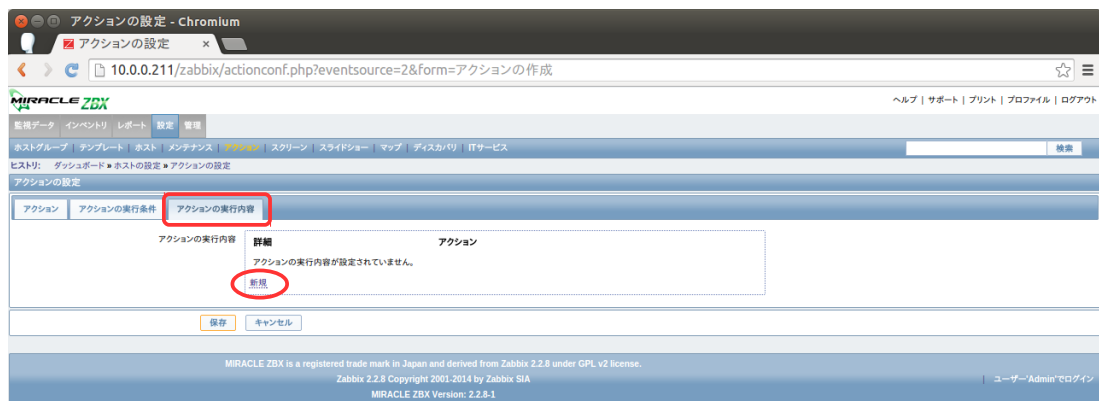 アクションの設定 - Chromium
アクションの設定 ×
10.0.0.211/zabbix/actionconf.php?eventsource=2&form=アクションの作成
MIRACLE ZBX
ヘルプ | サポート | プリント | プロファイル | ログアウト
監視データ インベントリ レポート 設定 管理
ホストグループ | テンプレート | ホスト | メンテナンス | アクション | スクリーン | スライドショー | マップ | ディスカバリ | ITサービス 検索
ヒストリ: ダッシュボード » ホストの設定 » アクションの設定
アクションの設定
アクション アクションの実行条件 アクションの実行内容
アクションの実行内容 詳細 アクション
アクションの実行内容が設定されていません。
新規
保存 キャンセル
MIRACLE ZBX is a registered trade mark in Japan and derived from Zabbix 2.2.8 under GPL v2 license.
Zabbix 2.2.8 Copyright 2001-2014 by Zabbix SIA | ユーザー'Admin'でログイン
MIRACLE ZBX Version: 2.2.8-1